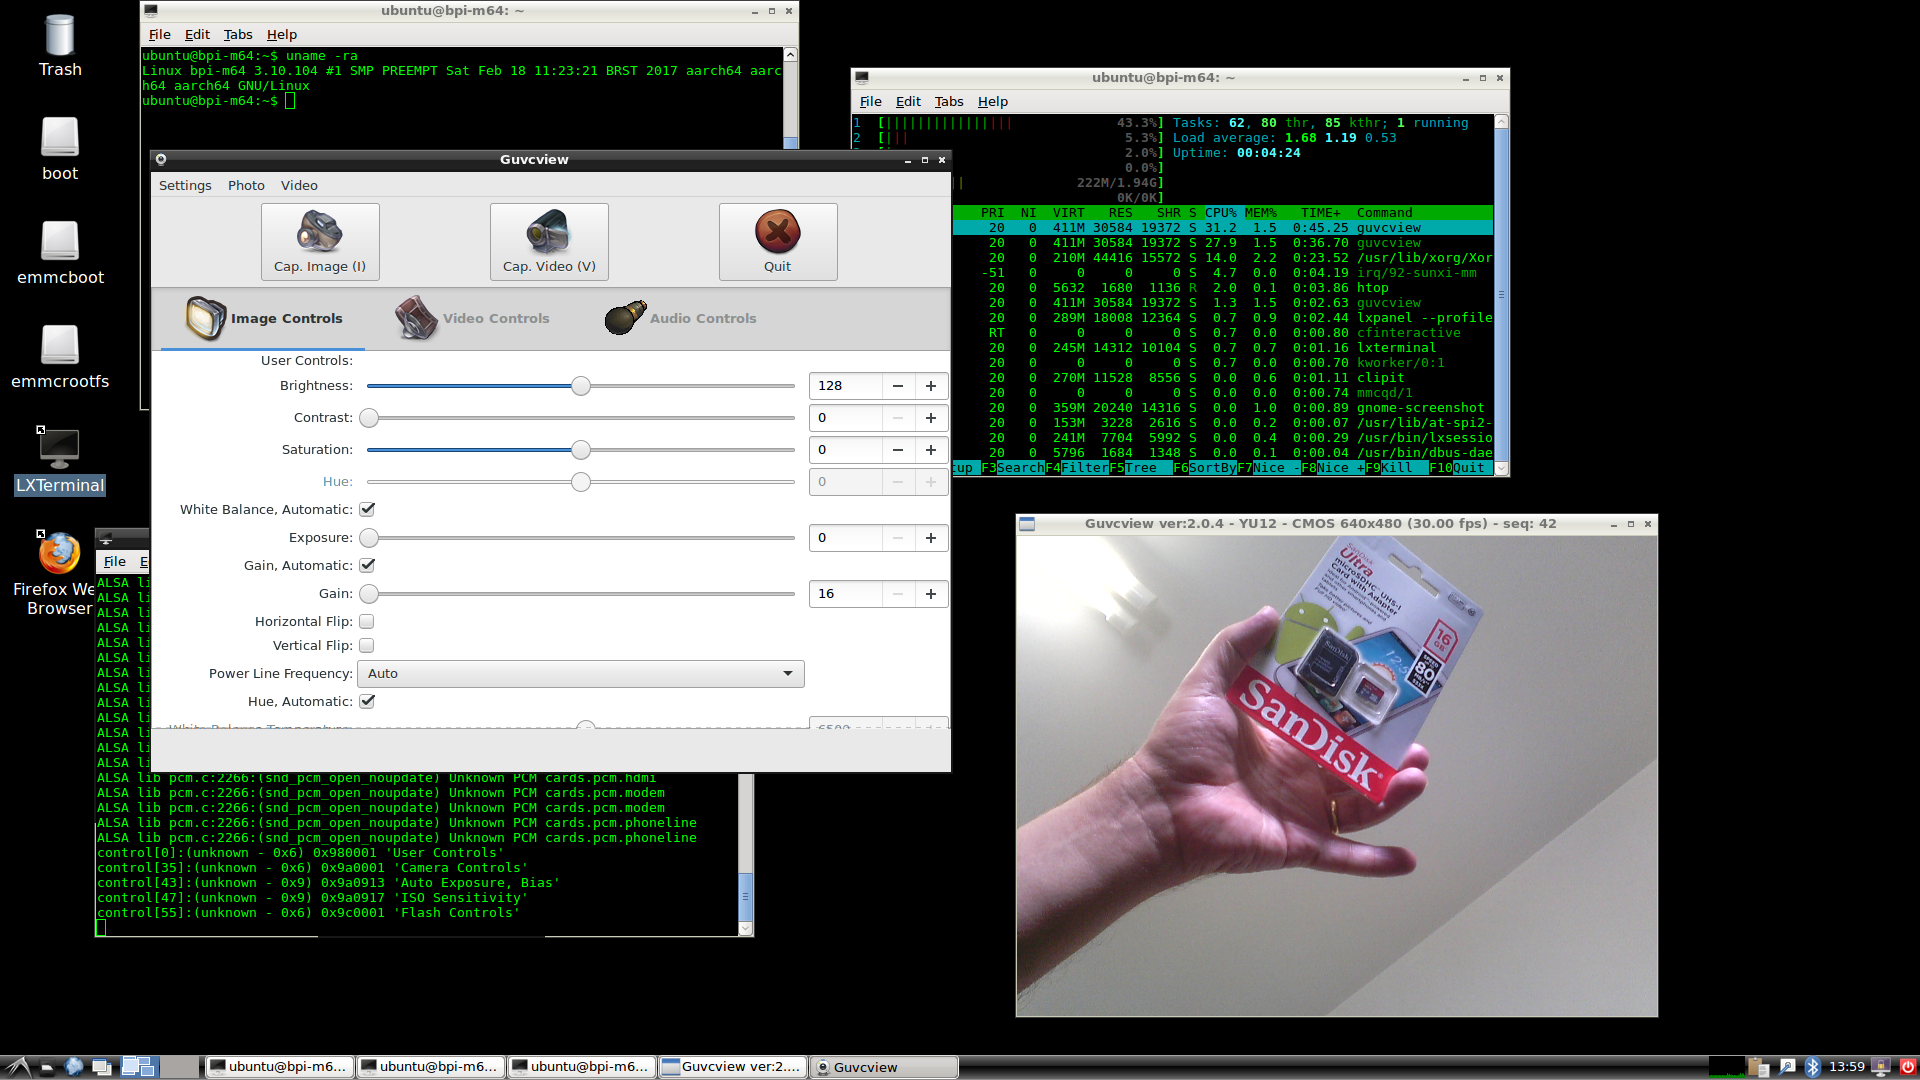 Trash
boot
emmcboot
emmcrootfs
LXTerminal
Firefox We
Browser
ubuntu@bpi-m64: ~
File Edit Tabs Help
ubuntu@bpi-m64:~$ uname -ra
Linux bpi-m64 3.10.104 #1 SMP PREEMPT Sat Feb 18 11:23:21 BRST 2017 aarch64 aarc
h64 aarch64 GNU/Linux
ubuntu@bpi-m64:~$
ubuntu@bpi-m64: ~
File Edit Tabs Help
1 [||||||||||||||||| 43.3%] Tasks: 62, 80 thr, 85 kthr; 1 running
2 [||| 5.3%] Load average: 1.68 1.19 0.53
2.0%] Uptime: 00:04:24
0.0%]
222M/1.94G]
0K/0K]
PRI NI VIRT RES SHR S CPU% MEM% TIME+ Command
20 0 411M 30584 19372 S 31.2 1.5 0:45.25 guvcview
20 0 411M 30584 19372 S 27.9 1.5 0:36.70 guvcview
20 0 210M 44416 15572 S 14.0 2.2 0:23.52 /usr/lib/xorg/Xor
-51 0 0 0 0 S 4.7 0.0 0:04.19 irq/92-sunxi-mm
20 0 5632 1680 1136 R 2.0 0.1 0:03.86 htop
20 0 411M 30584 19372 S 1.3 1.5 0:02.63 guvcview
20 0 289M 18008 12364 S 0.7 0.9 0:02.44 lxpanel --profile
RT 0 0 0 0 S 0.7 0.0 0:00.80 cfinteractive
20 0 245M 14312 10104 S 0.7 0.7 0:01.16 lxterminal
20 0 0 0 0 S 0.7 0.0 0:00.70 kworker/0:1
20 0 270M 11528 8556 S 0.0 0.6 0:01.11 clipit
20 0 0 0 0 S 0.0 0.0 0:00.74 mmcqd/1
20 0 359M 20240 14316 S 0.0 1.0 0:00.89 gnome-screenshot
20 0 153M 3228 2616 S 0.0 0.2 0:00.07 /usr/lib/at-spi2-
20 0 241M 7704 5992 S 0.0 0.4 0:00.29 /usr/bin/lxsessio
20 0 5796 1684 1348 S 0.0 0.1 0:00.04 /usr/bin/dbus-dae
tup F3SearchF4FilterF5Tree F6SortByF7Nice -F8Nice +F9Kill F10Quit
Guvcview
Settings Photo Video
Cap. Image (I) Cap. Video (V) Quit
Image Controls Video Controls Audio Controls
User Controls:
Brightness: 128
Contrast: 0
Saturation: 0
Hue: 0
White Balance, Automatic:
Exposure: 0
Gain, Automatic:
Gain: 16
Horizontal Flip:
Vertical Flip:
Power Line Frequency: Auto
Hue, Automatic:
White Balance Temperature: 6500
File E
ALSA li
ALSA li
ALSA li
ALSA li
ALSA li
ALSA li
ALSA li
ALSA li
ALSA li
ALSA li
ALSA li
ALSA li
ALSA li
ALSA lib pcm.c:2266:(snd_pcm_open_noupdate) Unknown PCM cards.pcm.hdmi
ALSA lib pcm.c:2266:(snd_pcm_open_noupdate) Unknown PCM cards.pcm.modem
ALSA lib pcm.c:2266:(snd_pcm_open_noupdate) Unknown PCM cards.pcm.modem
ALSA lib pcm.c:2266:(snd_pcm_open_noupdate) Unknown PCM cards.pcm.phoneline
ALSA lib pcm.c:2266:(snd_pcm_open_noupdate) Unknown PCM cards.pcm.phoneline
control[0]:(unknown - 0x6) 0x980001 'User Controls'
control[35]:(unknown - 0x6) 0x9a0001 'Camera Controls'
control[43]:(unknown - 0x9) 0x9a0913 'Auto Exposure, Bias'
control[47]:(unknown - 0x9) 0x9a0917 'ISO Sensitivity'
control[55]:(unknown - 0x6) 0x9c0001 'Flash Controls'
Guvcview ver:2.0.4 - YU12 - CMOS 640x480 (30.00 fps) - seq: 42
SanDisk
Ultra
microSDHC UHS-I
Card with Adapter
16
GB
80
SanDisk
ubuntu@bpi-m6... ubuntu@bpi-m6... ubuntu@bpi-m6... Guvcview ver:2.... Guvcview 13:59